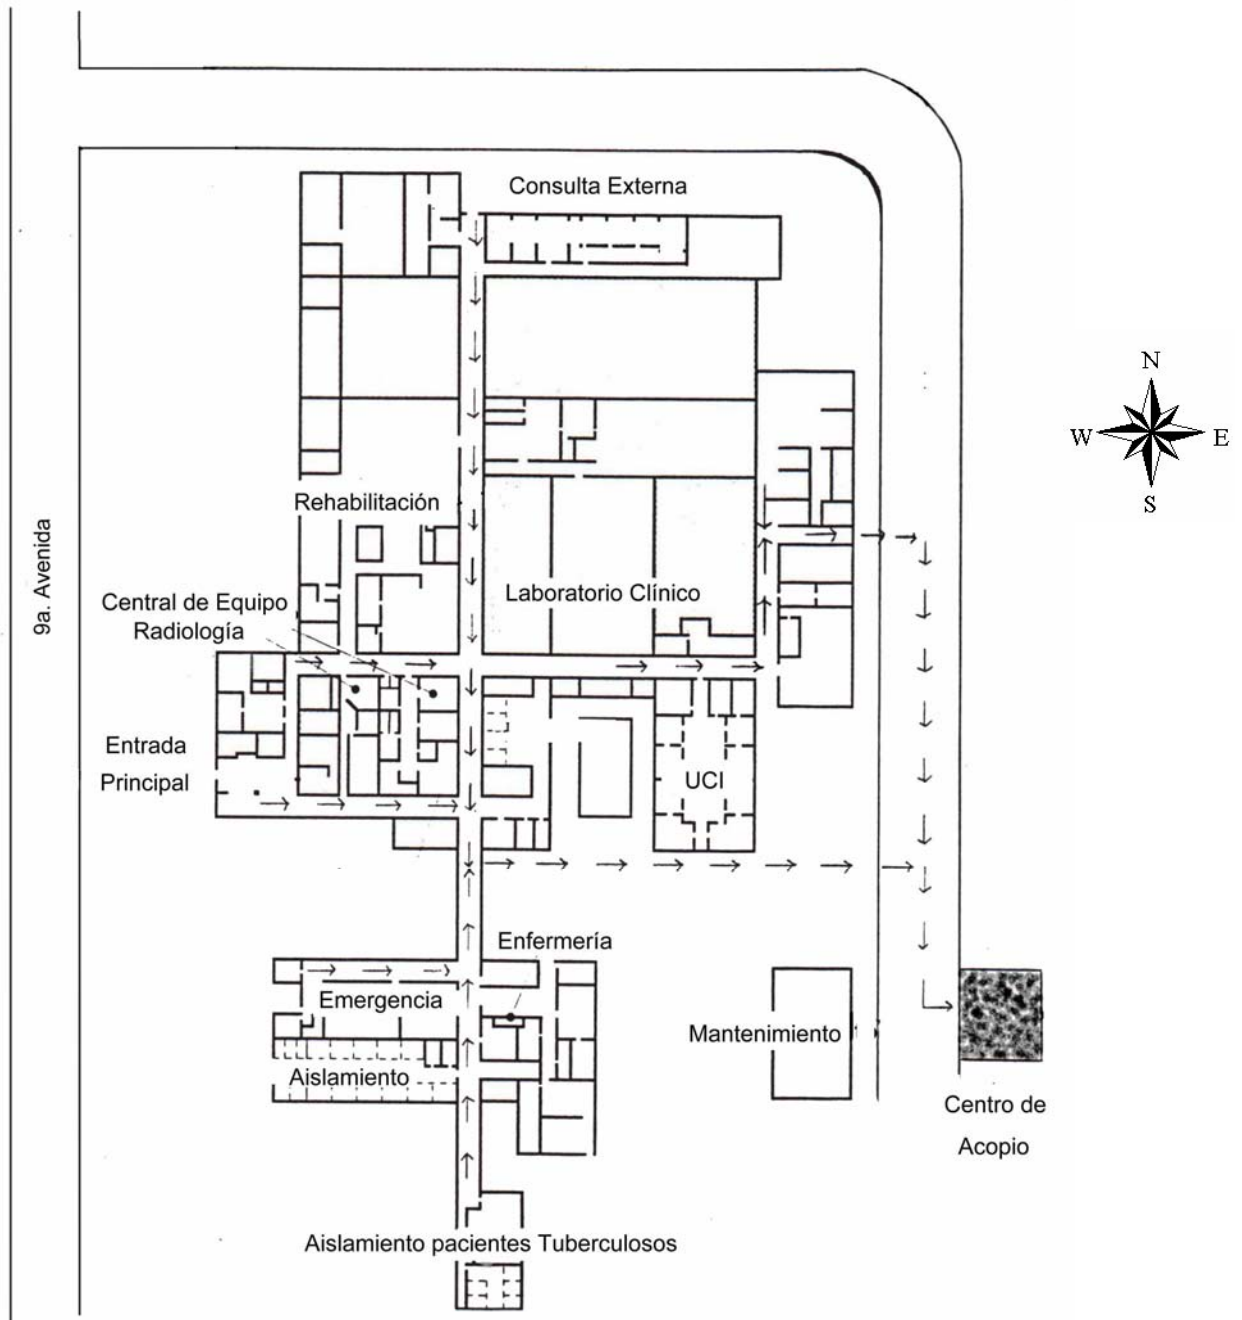 Consulta Externa
N
W
E
S
Rehabilitación
9a. Avenida
Laboratorio Clínico
Central de Equipo
Radiología
Entrada
Principal
UCI
Enfermería
Emergencia
Mantenimiento
Aislamiento
Centro de
Acopio
Aislamiento pacientes Tuberculosos